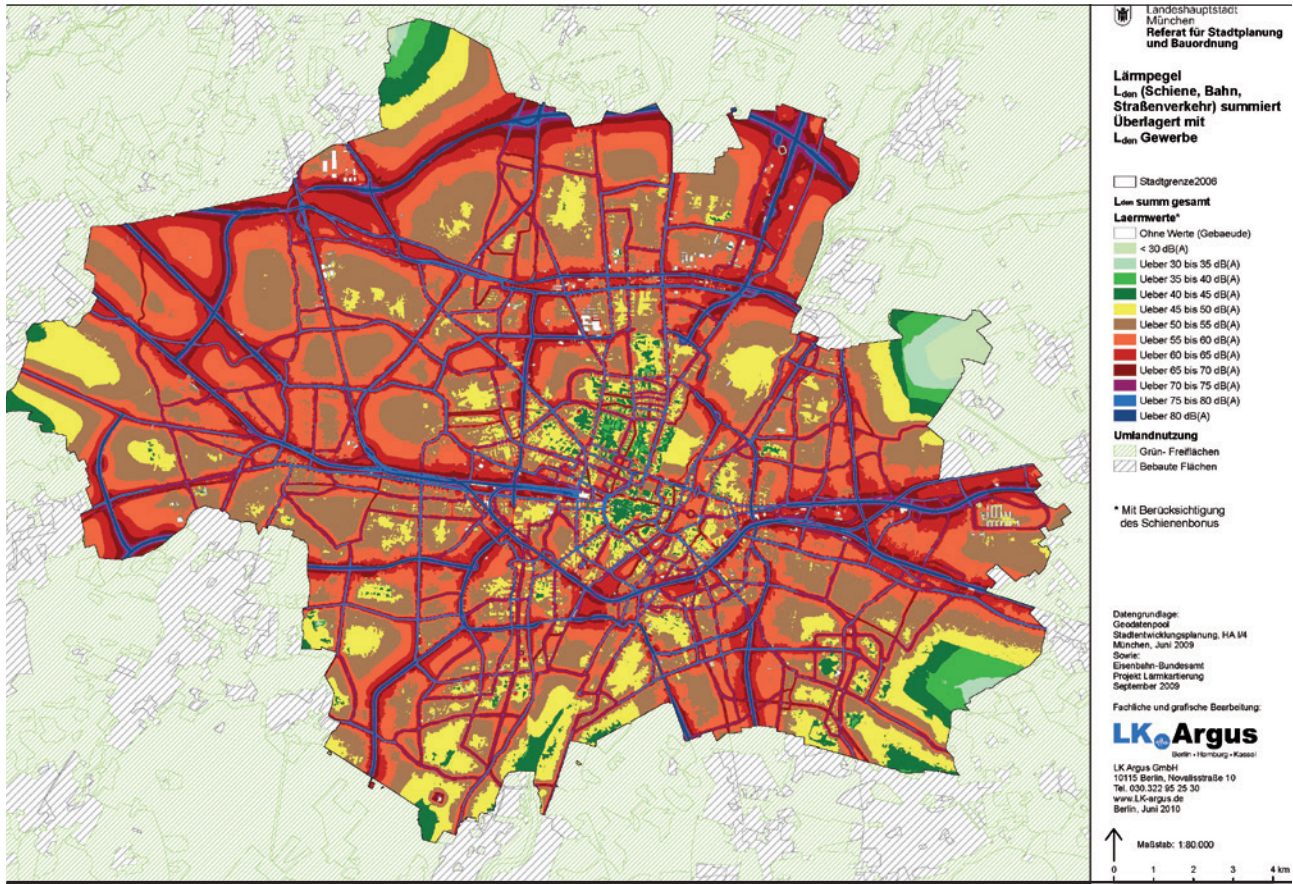 Landeshauptstadt
München
Referat für Stadtplanung
und Bauordnung
Lärmpegel
Lden (Schiene, Bahn,
Straßenverkehr) summiert
Überlagert mit
Lden Gewerbe
Stadtgrenze2006
Lden summ gesamt
Laermwerte*
Ohne Werte (Gebaeude)
< 30 dB(A)
Ueber 30 bis 35 dB(A)
Ueber 35 bis 40 dB(A)
Ueber 40 bis 45 dB(A)
Ueber 45 bis 50 dB(A)
Ueber 50 bis 55 dB(A)
Ueber 55 bis 60 dB(A)
Ueber 60 bis 65 dB(A)
Ueber 65 bis 70 dB(A)
Ueber 70 bis 75 dB(A)
Ueber 75 bis 80 dB(A)
Ueber 80 dB(A)
Umlandnutzung
Grün- Freiflächen
Bebaute Flächen
* Mit Berücksichtigung
des Schienenbonus
Datengrundlage:
Geodatenpool
Stadtentwicklungsplanung, HA I/4
München, Juni 2009
Sowie:
Eisenbahn-Bundesamt
Projekt Lärmkartierung
September 2009
Fachliche und grafische Bearbeitung:
LK Argus
Berlin • Hamburg • Kassel
LK Argus GmbH
10115 Berlin, Novalisstraße 10
Tel. 030.322 95 25 30
www.LK-argus.de
Berlin, Juni 2010
Maßstab: 1:80.000
0 1 2 3 4 km